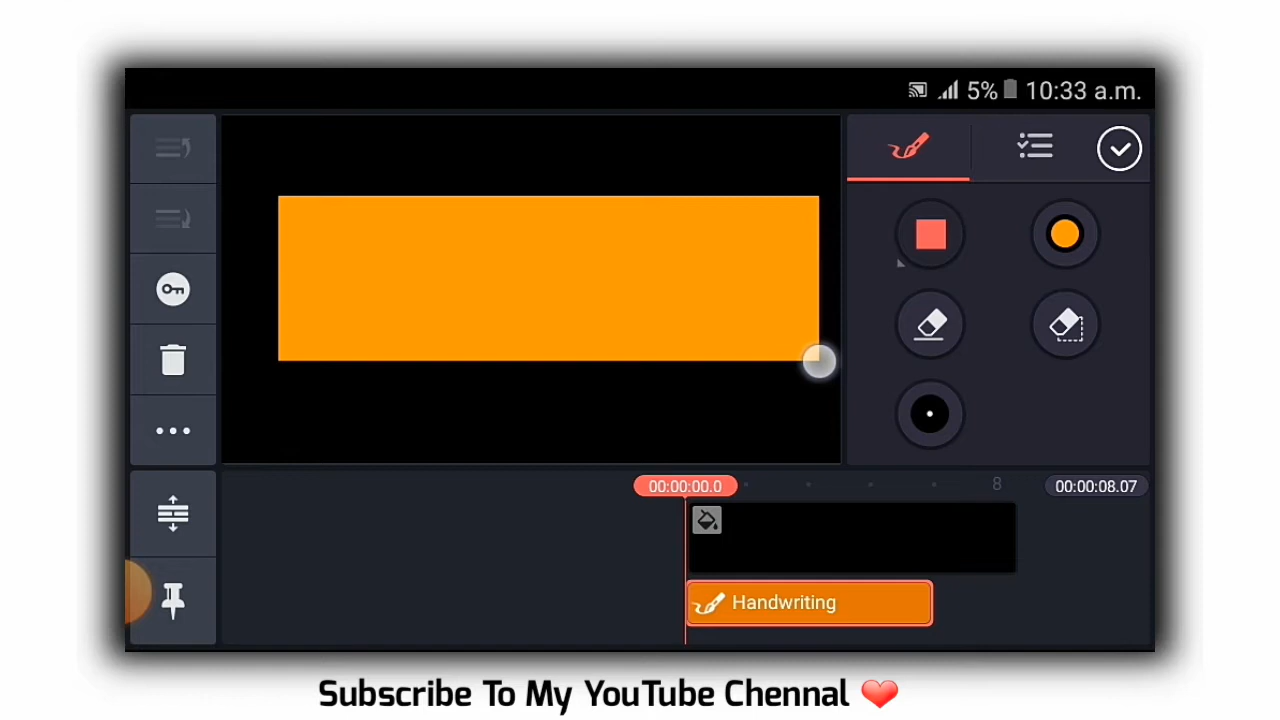 5% 10:33 a.m.
00:00:00.0 8 00:00:08.07
Handwriting
Subscribe To My YouTube Chennal ❤️